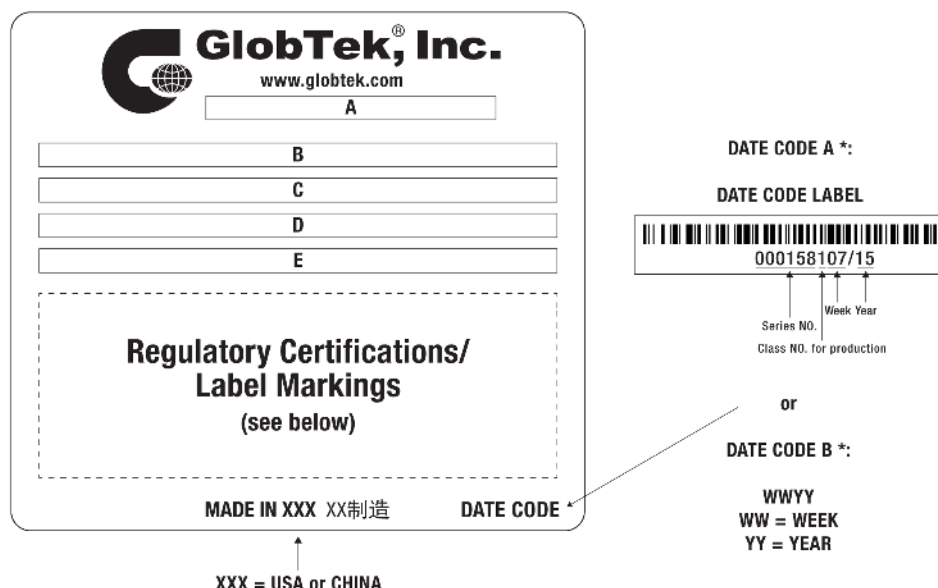 GlobTek,® Inc.
www.globtek.com
A
B
C
D
E
Regulatory Certifications/
Label Markings
(see below)
MADE IN XXX XX制造 DATE CODE
XXX = USA or CHINA
DATE CODE A *:
DATE CODE LABEL
000158107/15
Week Year
Series NO.
Class NO. for production
or
DATE CODE B *:
WWYY
WW = WEEK
YY = YEAR